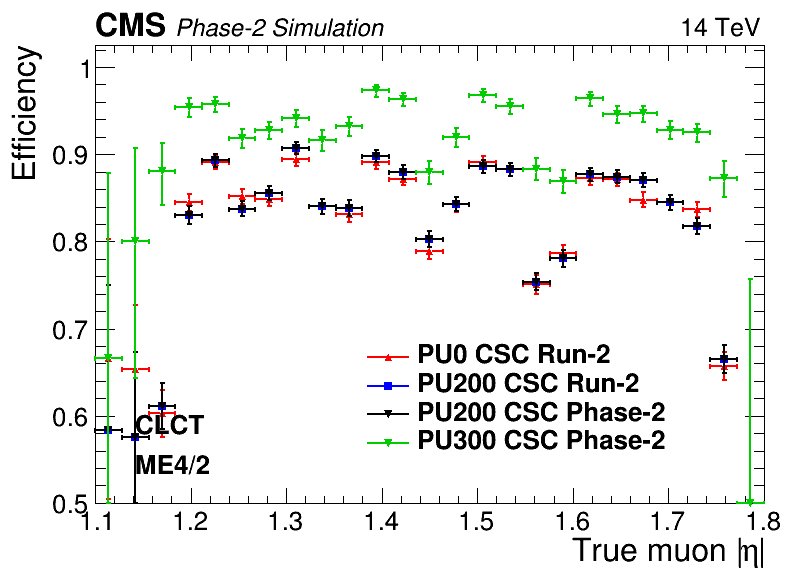 CMS Phase-2 Simulation 14 TeV
Efficiency
1
0.9
0.8
0.7
0.6
0.5
PU0 CSC Run-2
PU200 CSC Run-2
PU200 CSC Phase-2
PU300 CSC Phase-2
CLCT
ME4/2
1.1 1.2 1.3 1.4 1.5 1.6 1.7 1.8
True muon |η|